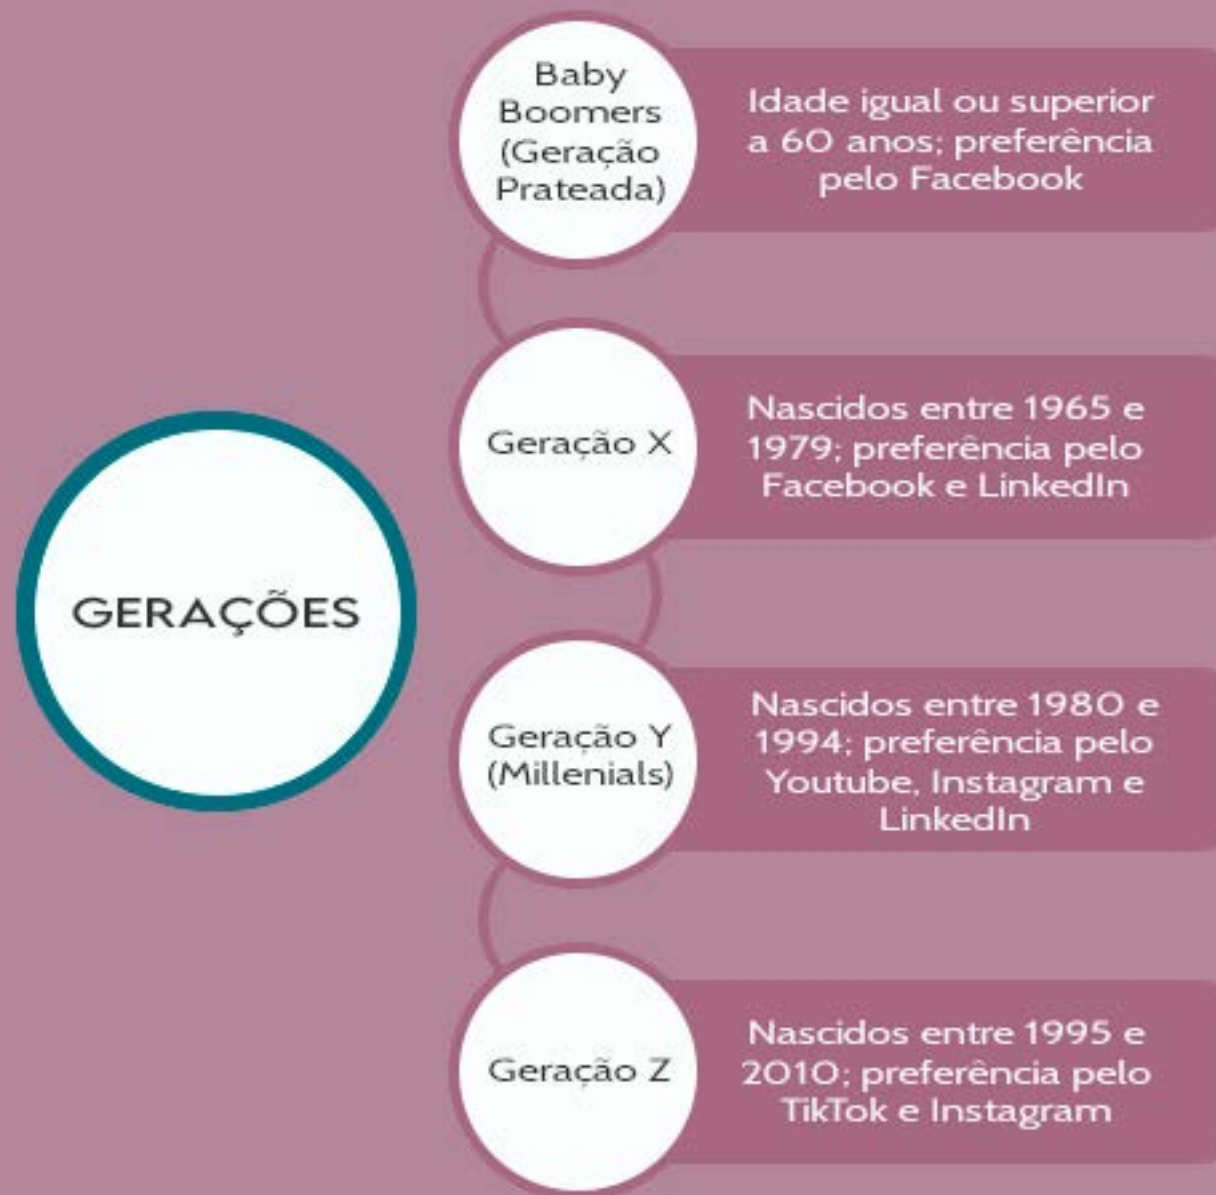 GERAÇÕES
Baby
Boomers
(Geração
Prateada)
Idade igual ou superior
a 60 anos; preferência
pelo Facebook
Geração X
Nascidos entre 1965 e
1979; preferência pelo
Facebook e LinkedIn
Geração Y
(Millenials)
Nascidos entre 1980 e
1994; preferência pelo
Youtube, Instagram e
LinkedIn
Geração Z
Nascidos entre 1995 e
2010; preferência pelo
TikTok e Instagram